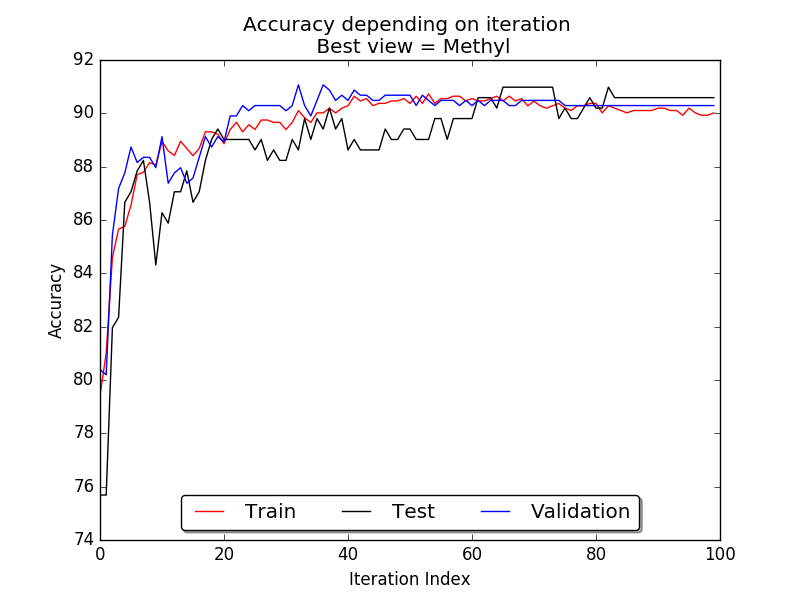 Accuracy depending on iteration
Best view = Methyl
92
90
88
86
84
82
80
78
76
74
Accuracy
Train Test Validation
0 20 40 60 80 100
Iteration Index